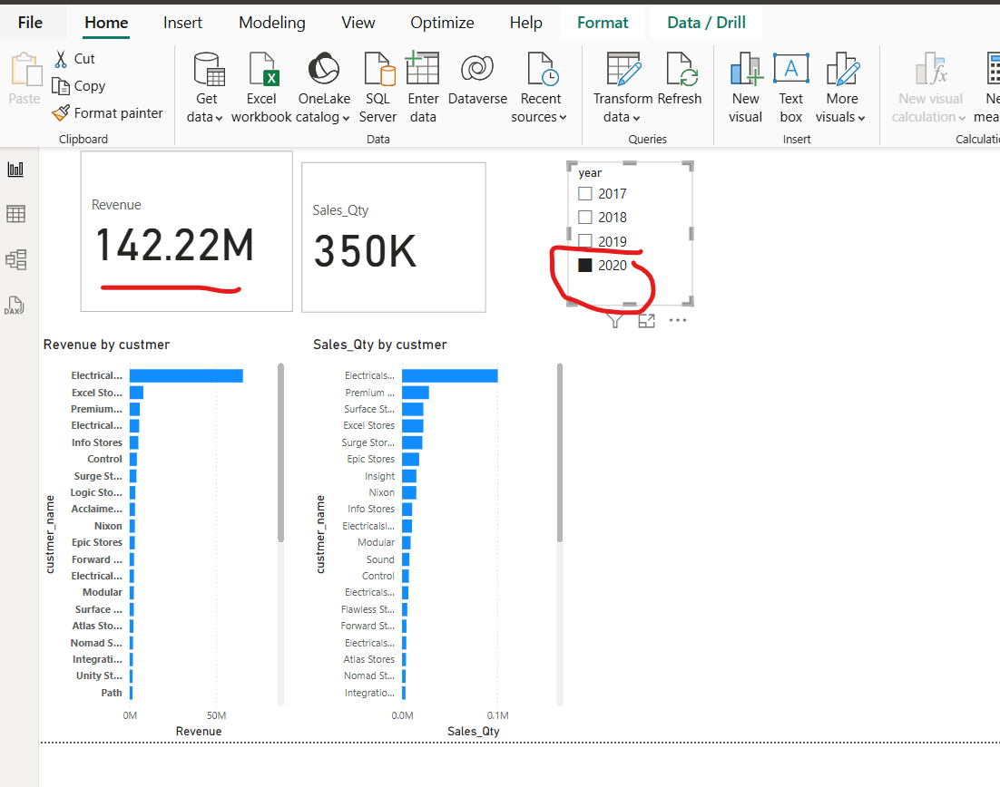 File Home Insert Modeling View Optimize Help Format Data / Drill
Paste
Cut
Copy
Format painter
Clipboard
Get data
Excel workbook
OneLake catalog
SQL Server
Enter data
Dataverse
Recent sources
Data
Transform data
Refresh
Queries
New visual
Text box
More visuals
Insert
New visual calculation
Ne
mea
Calculati
DAX
Revenue
142.22M
Sales_Qty
350K
year
2017
2018
2019
2020
Revenue by custmer
Electrical...
Excel Sto...
Premium...
Electrical...
Info Stores
Control
Surge St...
Logic Sto...
Acclaime...
Nixon
Epic Stores
Forward ...
Electrical...
Modular
Surface ...
Atlas Sto...
Nomad S...
Integrati...
Unity St...
Path
custmer_name
0M 50M
Revenue
Sales_Qty by custmer
Electricals...
Premium ...
Surface St...
Excel Stores
Surge Stor...
Epic Stores
Insight
Nixon
Info Stores
Electricalsl...
Modular
Sound
Control
Electricals...
Flawless St...
Forward St...
Electricals...
Atlas Stores
Nomad St...
Integratio...
custmer_name
0.0M 0.1M
Sales_Qty